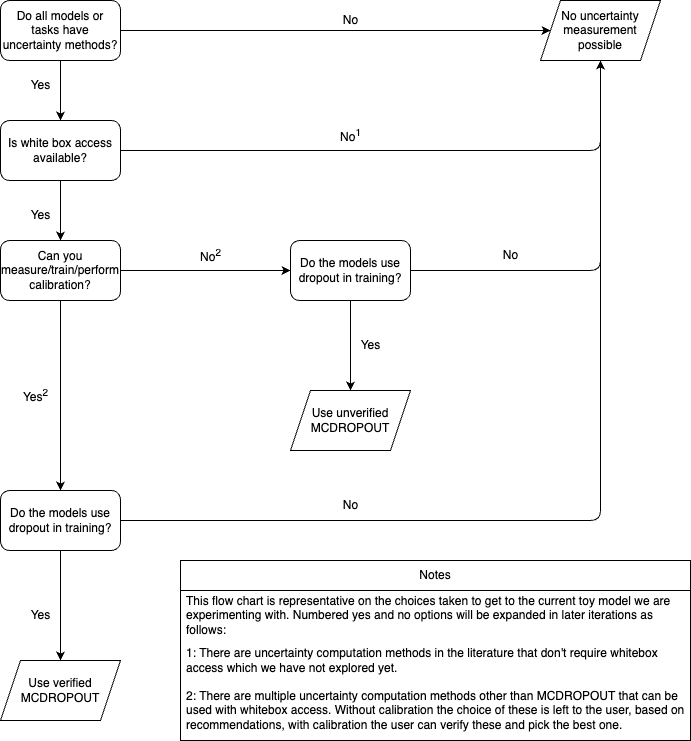 Do all models or
tasks have
uncertainty methods?
No
No uncertainty
measurement
possible
Yes
Is white box access
available?
No1
Yes
Can you
measure/train/perform
calibration?
No2
Do the models use
dropout in training?
No
Yes
Yes2
Use unverified
MCDROPOUT
Do the models use
dropout in training?
No
Yes
Use verified
MCDROPOUT
Notes
This flow chart is representative on the choices taken to get to the current toy model we are
experimenting with. Numbered yes and no options will be expanded in later iterations as
follows:
1: There are uncertainty computation methods in the literature that don't require whitebox
access which we have not explored yet.
2: There are multiple uncertainty computation methods other than MCDROPOUT that can be
used with whitebox access. Without calibration the choice of these is left to the user, based on
recommendations, with calibration the user can verify these and pick the best one.